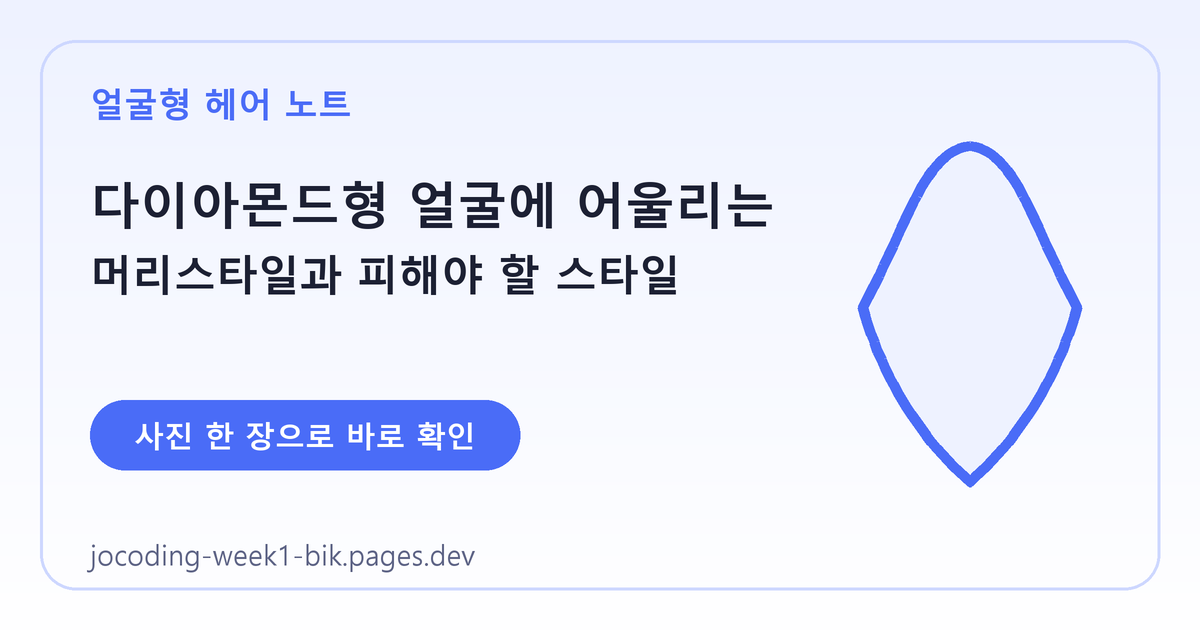 얼굴형 헤어 노트
다이아몬드형 얼굴에 어울리는
머리스타일과 피해야 할 스타일
사진 한 장으로 바로 확인
jocoding-week1-bik.pages.dev